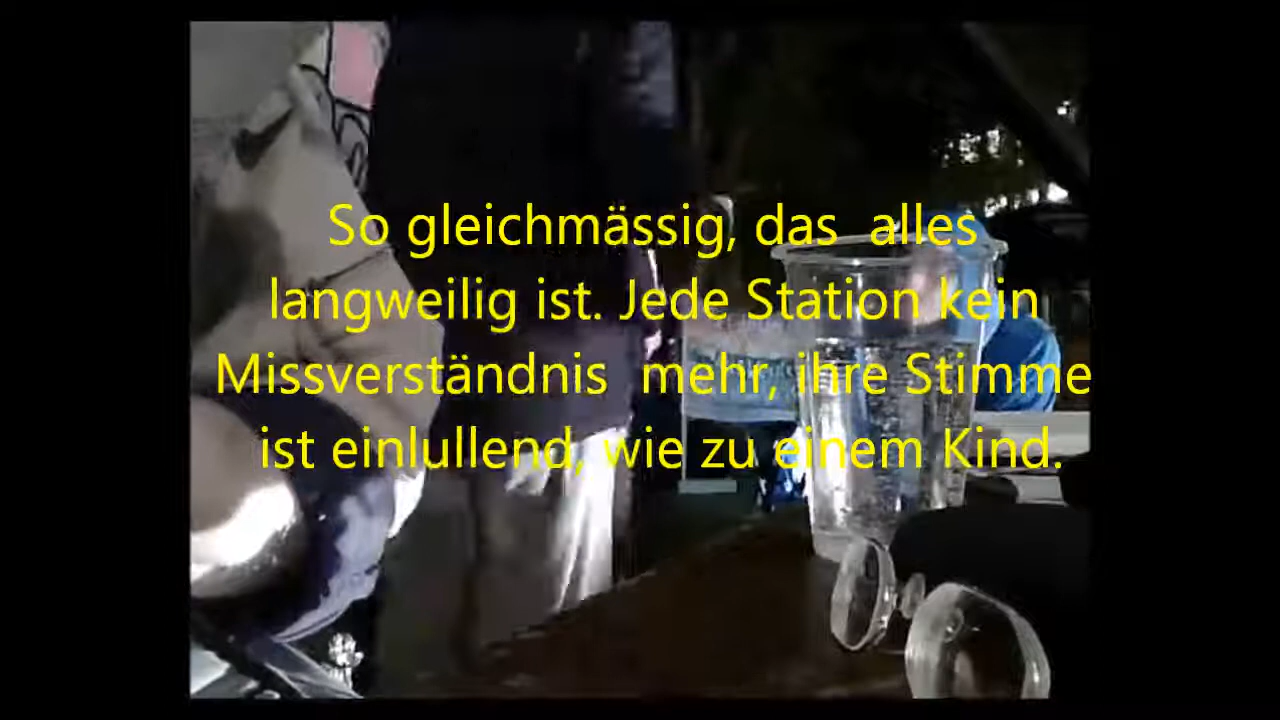 So gleichmässig, das  alles
langweilig ist. Jede Station kein
Missverständnis  mehr, ihre Stimme
ist einlullend, wie zu einem Kind.